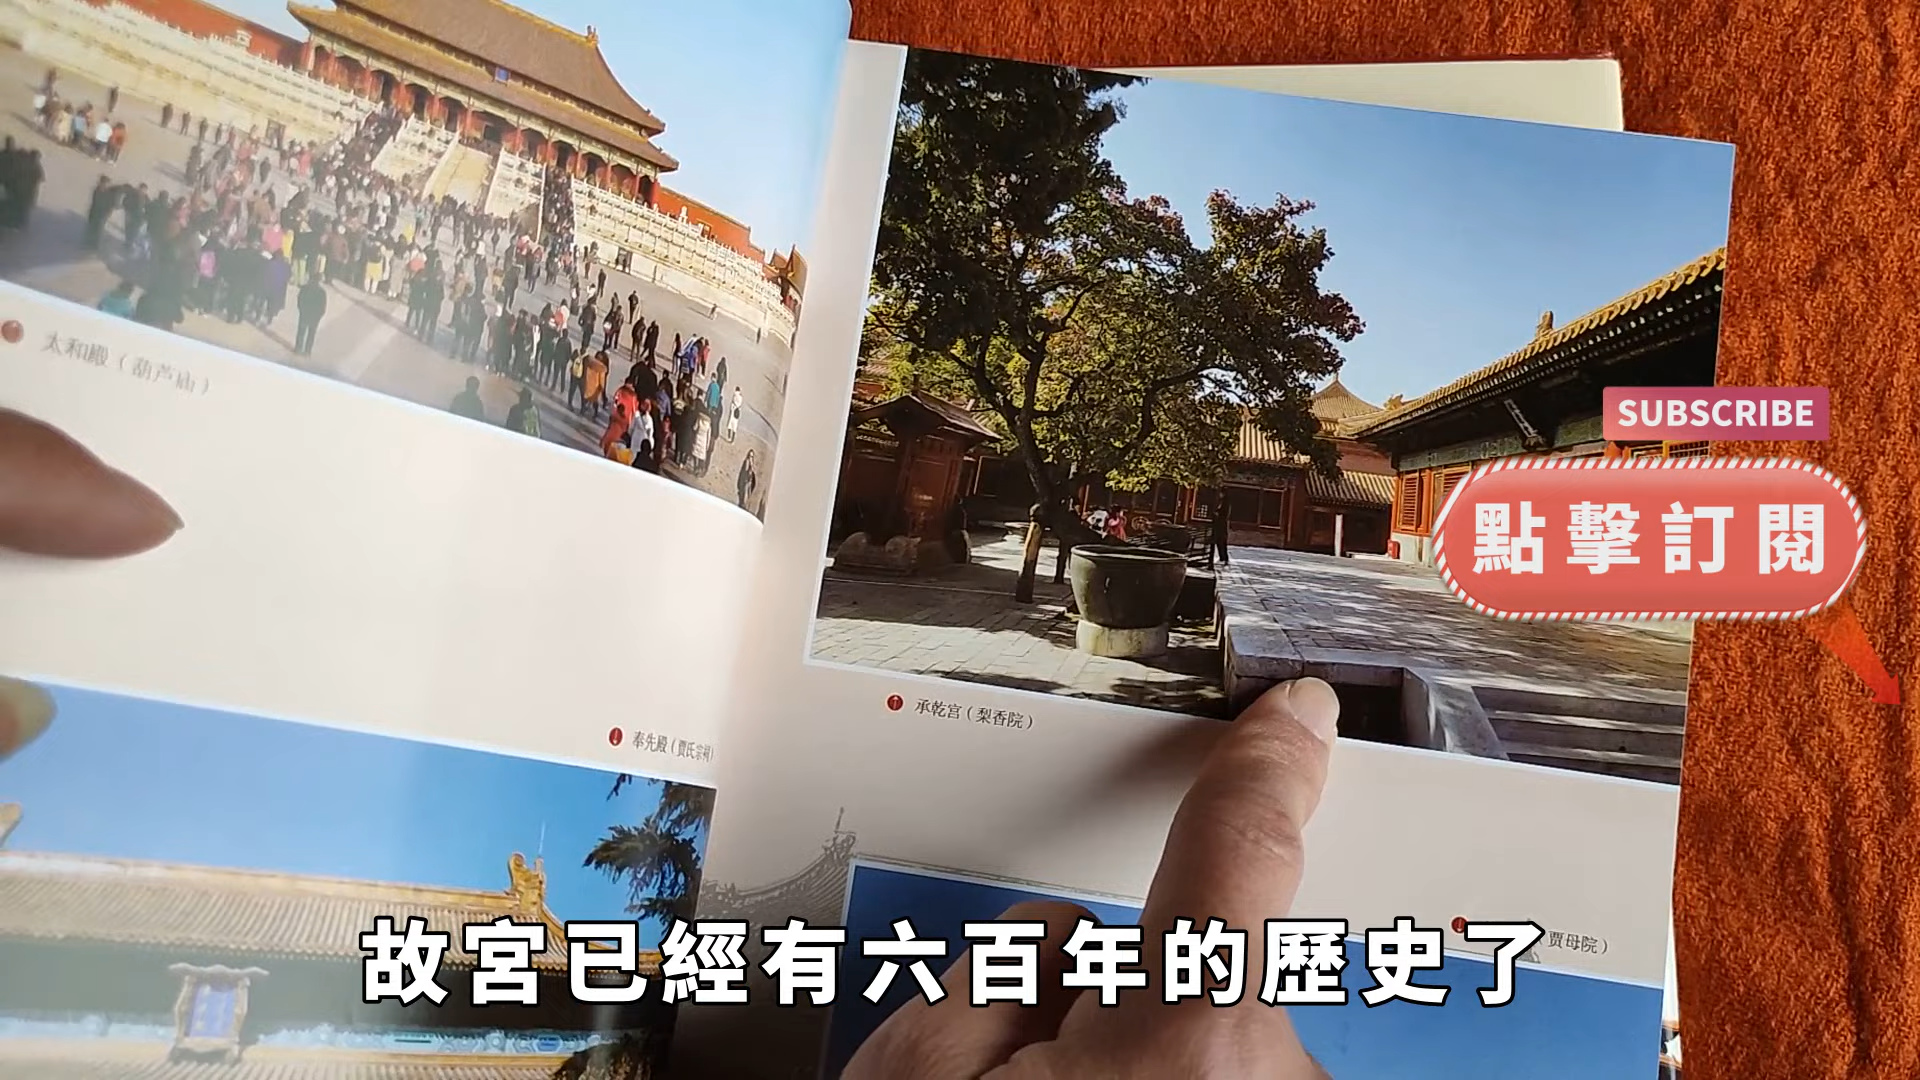 太和殿（葫芦庙）
承乾宫（梨香院）
奉先殿（贾氏宗祠）
（贾母院）
SUBSCRIBE
點擊訂閱
故宮已經有六百年的歷史了